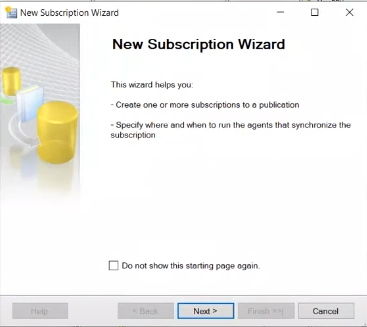 New Subscription Wizard
New Subscription Wizard
This wizard helps you:
- Create one or more subscriptions to a publication
- Specify where and when to run the agents that synchronize the
subscription
Do not show this starting page again.
Help
< Back
Next >
Finish >>|
Cancel